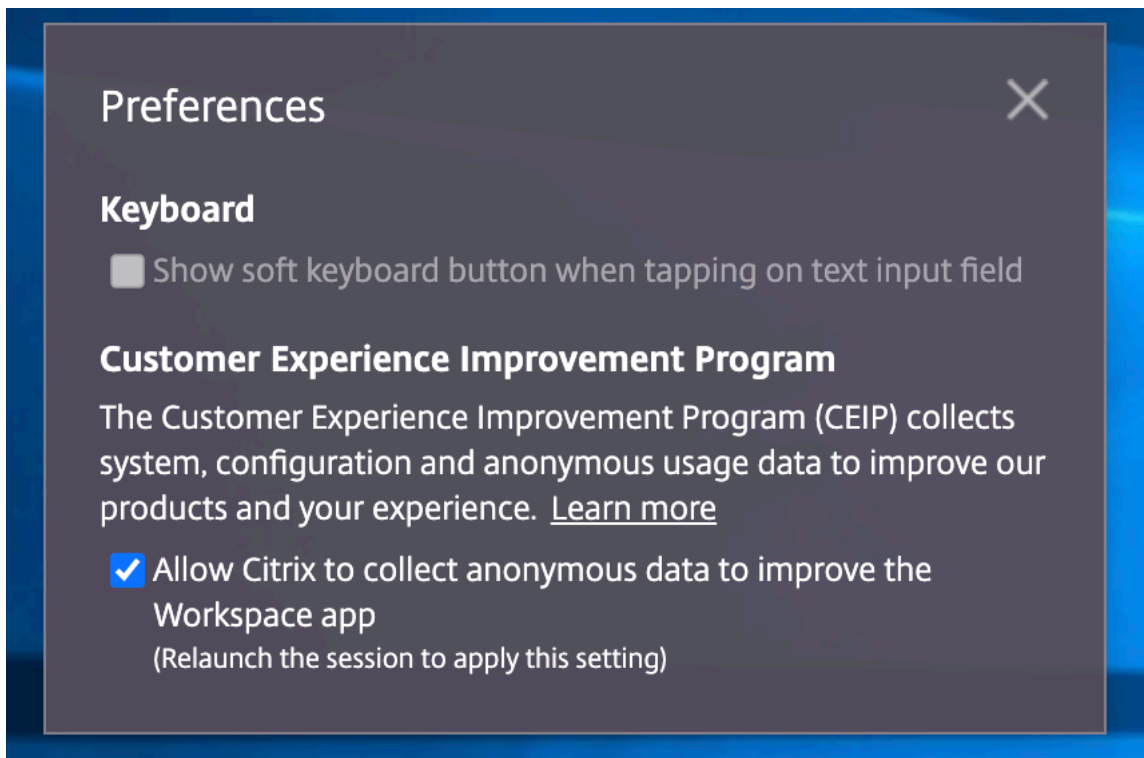 Preferences
Keyboard
Show soft keyboard button when tapping on text input field
Customer Experience Improvement Program
The Customer Experience Improvement Program (CEIP) collects
system, configuration and anonymous usage data to improve our
products and your experience. Learn more
Allow Citrix to collect anonymous data to improve the
Workspace app
(Relaunch the session to apply this setting)